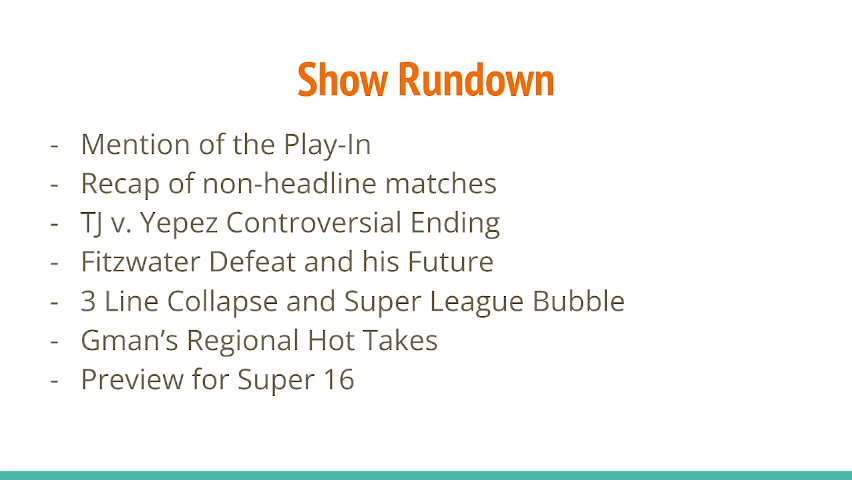 Show Rundown
- Mention of the Play-In
- Recap of non-headline matches
- TJ v. Yepez Controversial Ending
- Fitzwater Defeat and his Future
- 3 Line Collapse and Super League Bubble
- Gman’s Regional Hot Takes
- Preview for Super 16